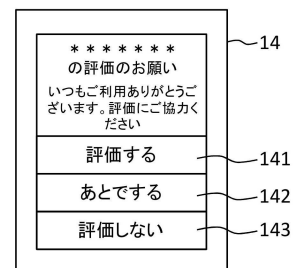 *******
の評価のお願い
いつもご利用ありがとうご
ざいます。評価にご協力く
ださい
評価する
あとでする
評価しない
14
141
142
143